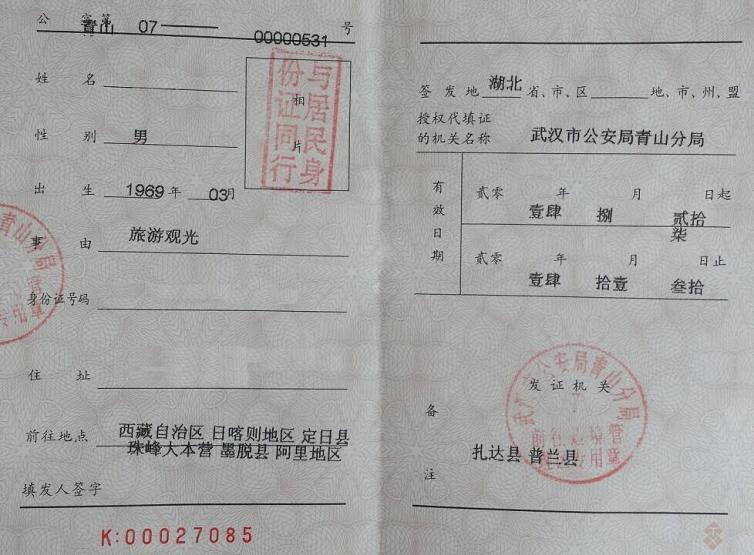 公 字第 青山 07 00000531 号
姓 名
相片
与居民身
份证同行
性 别 男
出 生 1969 年 03 月
事 由 旅游观光
身份证号码
住 址
前往地点 西藏自治区 日喀则地区 定日县
珠峰大本营 墨脱县 阿里地区
填发人签字
K:00027085
签 发 地 湖北 省、市、区 地、市、州、盟
授权代填证
的机关名称 武汉市公安局青山分局
有效日期
贰零壹肆 年 捌 月 贰拾柒 日起
贰零壹肆 年 拾壹 月 叁拾 日止
发 证 机 关
公安局青山分局
备注
扎达县 普兰县